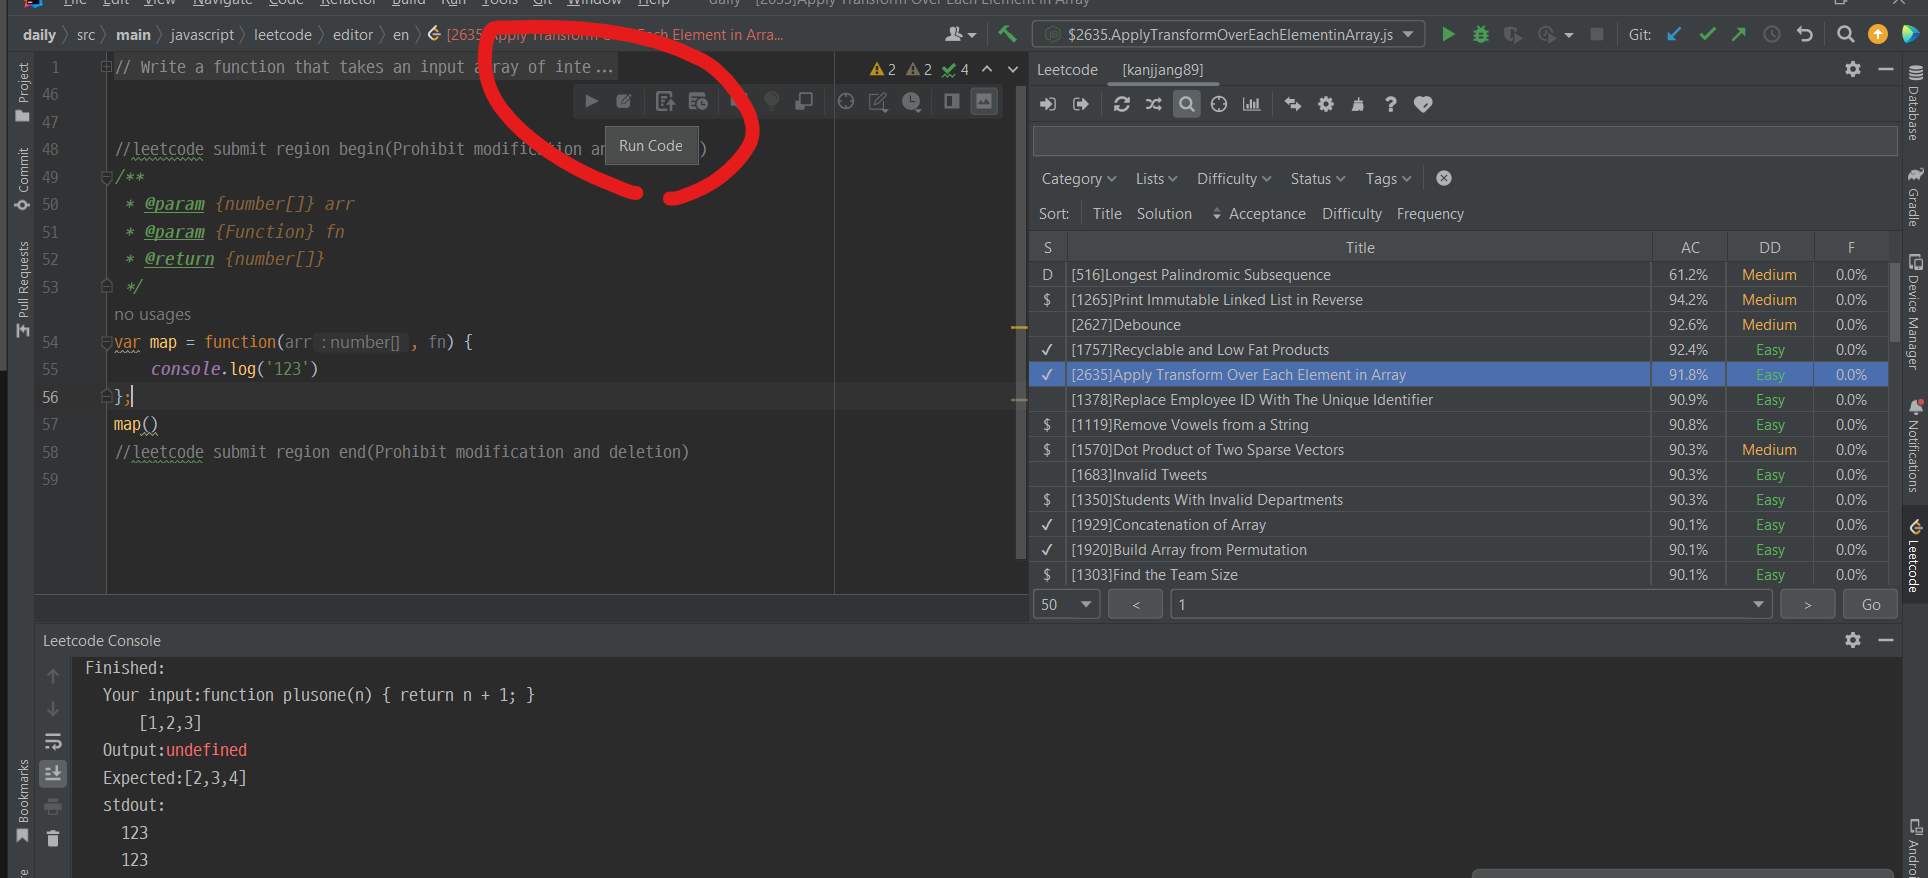 File Edit View Navigate Code Refactor Build Run Tools Git Window Help daily - [2635]Apply Transform Over Each Element in Array
daily src main javascript leetcode editor en [2635]Apply Transform Over Each Element in Arra...
$2635.ApplyTransformOverEachElementinArray.js Git:
Project
Commit
Pull Requests
Bookmarks
1 // Write a function that takes an input array of inte...
2 2 4
46
47
Run Code
48 //leetcode submit region begin(Prohibit modification an )
49 /**
50 * @param {number[]} arr
51 * @param {Function} fn
52 * @return {number[]}
53 */
no usages
54 var map = function(arr : number[] , fn) {
55 console.log('123')
56 };
57 map()
58 //leetcode submit region end(Prohibit modification and deletion)
59
Leetcode [kanjjang89]
Category Lists Difficulty Status Tags
Sort: Title Solution Acceptance Difficulty Frequency
S Title AC DD F
D [516]Longest Palindromic Subsequence 61.2% Medium 0.0%
$ [1265]Print Immutable Linked List in Reverse 94.2% Medium 0.0%
[2627]Debounce 92.6% Medium 0.0%
✓ [1757]Recyclable and Low Fat Products 92.4% Easy 0.0%
✓ [2635]Apply Transform Over Each Element in Array 91.8% Easy 0.0%
[1378]Replace Employee ID With The Unique Identifier 90.9% Easy 0.0%
$ [1119]Remove Vowels from a String 90.8% Easy 0.0%
$ [1570]Dot Product of Two Sparse Vectors 90.3% Medium 0.0%
[1683]Invalid Tweets 90.3% Easy 0.0%
$ [1350]Students With Invalid Departments 90.3% Easy 0.0%
✓ [1929]Concatenation of Array 90.1% Easy 0.0%
✓ [1920]Build Array from Permutation 90.1% Easy 0.0%
$ [1303]Find the Team Size 90.1% Easy 0.0%
50 < 1 > Go
Database
Gradle
Device Manager
Notifications
Leetcode
Leetcode Console
Finished:
Your input:function plusone(n) { return n + 1; }
[1,2,3]
Output:undefined
Expected:[2,3,4]
stdout:
123
123